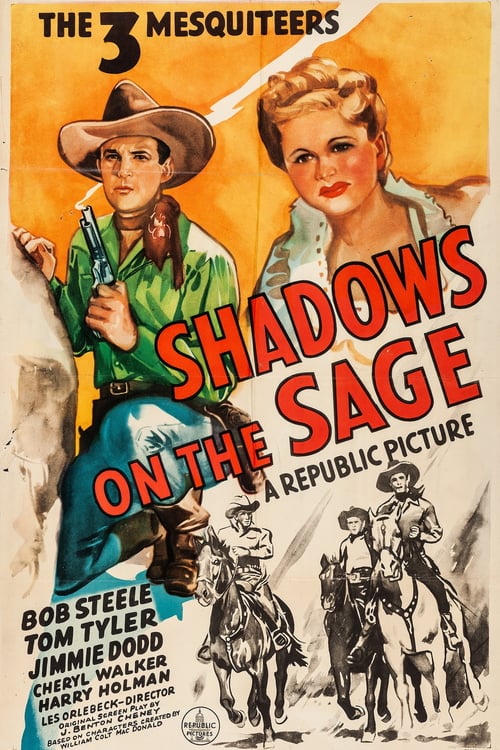 THE 3 MESQUITEERS
SHADOWS
ON THE SAGE
A REPUBLIC PICTURE
BOB STEELE
TOM TYLER
JIMMIE DODD
CHERYL WALKER
HARRY HOLMAN
LES ORLEBECK-DIRECTOR
ORIGINAL SCREEN PLAY BY
J. BENTON CHENEY
BASED ON CHARACTERS CREATED BY
WILLIAM COLT MAC DONALD
REPUBLIC
PICTURES